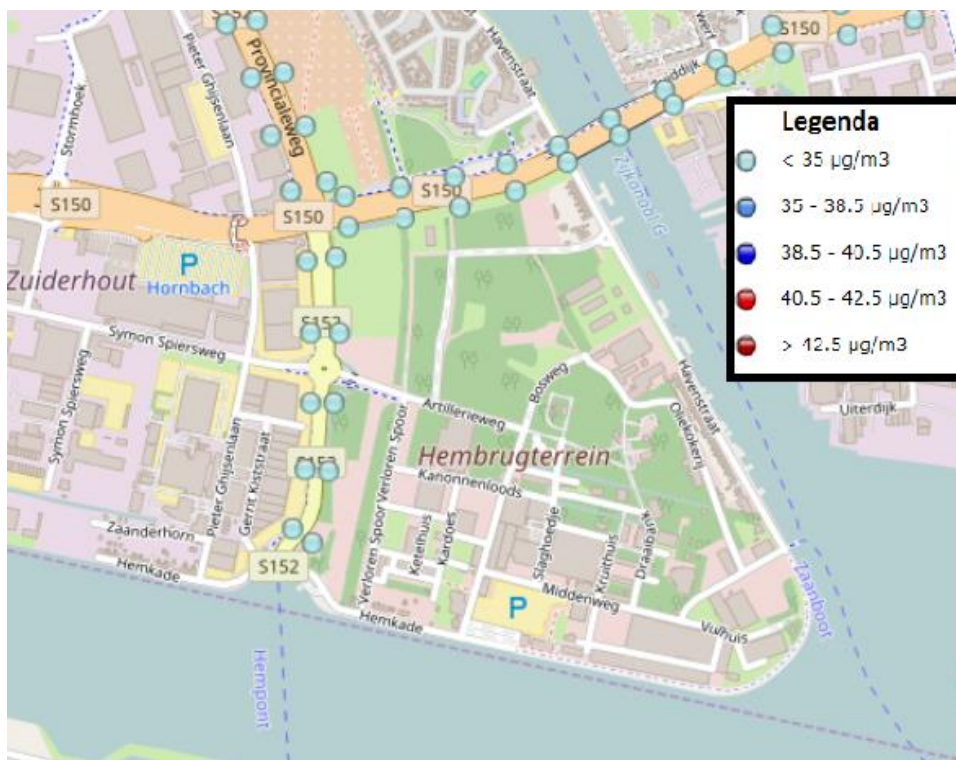 Pieter Ghijsenlaan
Provincialeweg
Stormhoek
Havenstraat
S150
Zuiddijk
S150
S150
S150
Zijkanaal G
P
Hornbach
Zuiderhout
Symon Spiersweg
S152
Symon Spiersweg
Pieter Ghijsenlaan
Gerrit Kiststraat
Artillerieweg
Bosweg
Havenstraat
Oliekokerij
Uiterdijk
Hembrugterrein
Kanonnenloods
Verloren Spoor
Verloren Spoor
Ketelhuis
Kardoes
Slaghoedje
Kruithuis
Draaibank
S152
Zaanderhorn
Hemkade
S152
Hemkade
Middenweg
P
Vulhuis
Zaanboot
Hempont
Legenda
< 35 µg/m3
35 - 38.5 µg/m3
38.5 - 40.5 µg/m3
40.5 - 42.5 µg/m3
> 42.5 µg/m3